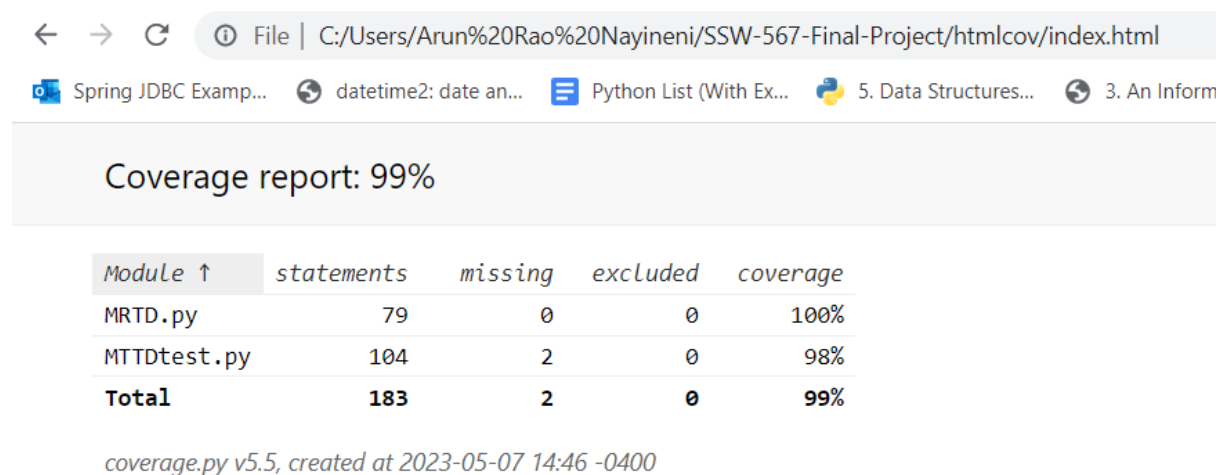 File | C:/Users/Arun%20Rao%20Nayineni/SSW-567-Final-Project/htmlcov/index.html
Spring JDBC Examp... datetime2: date an... Python List (With Ex... 5. Data Structures... 3. An Inform
Coverage report: 99%
Module ↑ statements missing excluded coverage
MRTD.py 79 0 0 100%
MTTDtest.py 104 2 0 98%
Total 183 2 0 99%
coverage.py v5.5, created at 2023-05-07 14:46 -0400